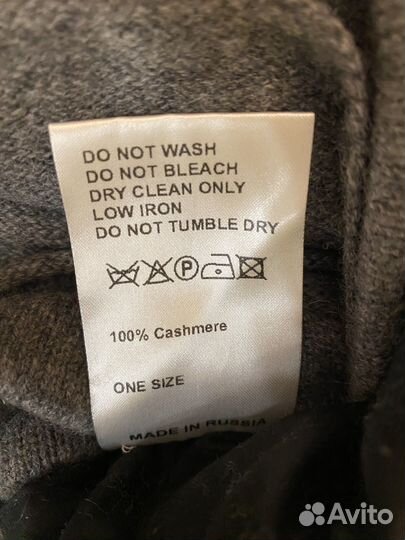 DO NOT WASH
DO NOT BLEACH
DRY CLEAN ONLY
LOW IRON
DO NOT TUMBLE DRY
P
100% Cashmere
ONE SIZE
MADE IN RUSSIA
Avito